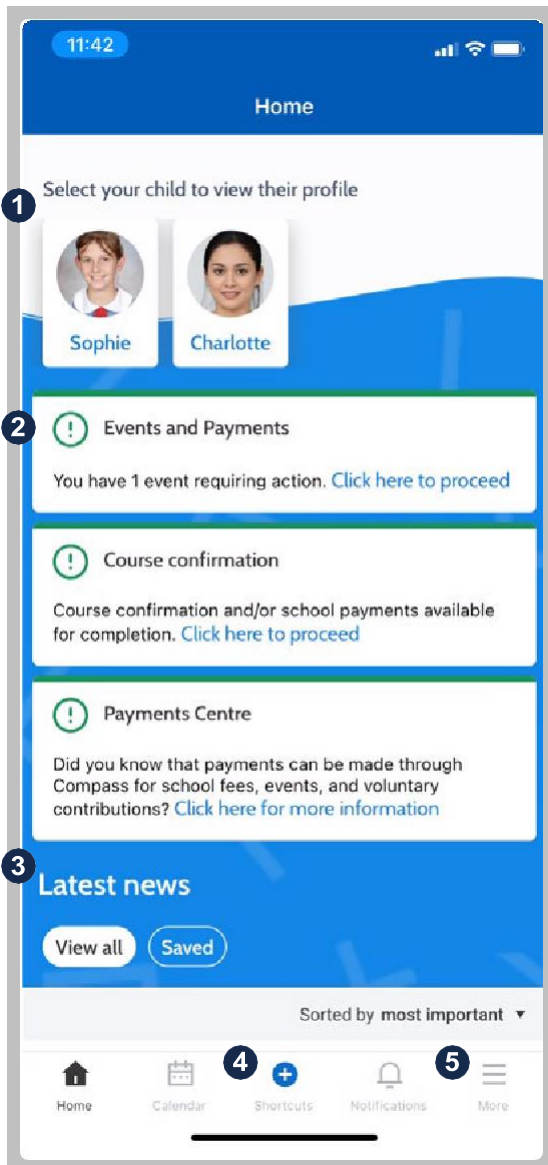 11:42
Home
1
Select your child to view their profile
Sophie
Charlotte
2
Events and Payments
You have 1 event requiring action. Click here to proceed
Course confirmation
Course confirmation and/or school payments available
for completion. Click here to proceed
Payments Centre
Did you know that payments can be made through
Compass for school fees, events, and voluntary
contributions? Click here for more information
3
Latest news
View all
Saved
Sorted by most important
4
5
Home
Calendar
Shortcuts
Notifications
More